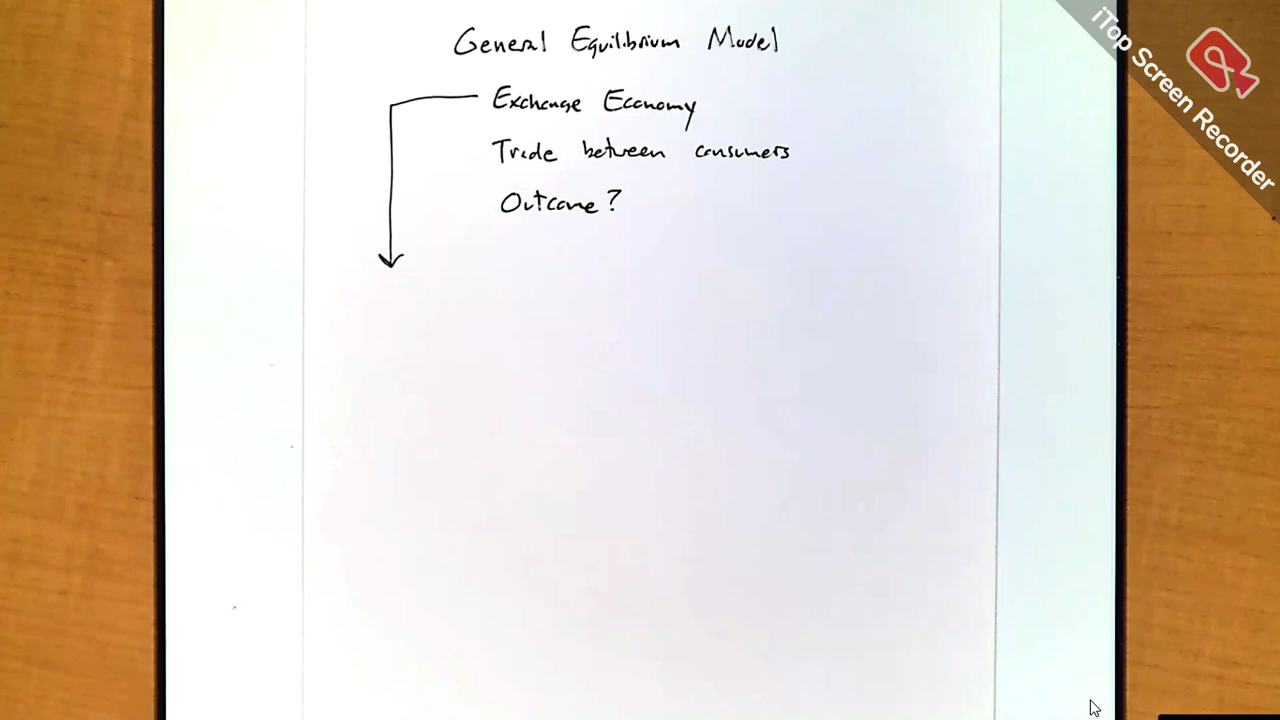 General Equilibrium Model
Exchange Economy
Trade between consumers
Outcome?
iTop Screen Recorder